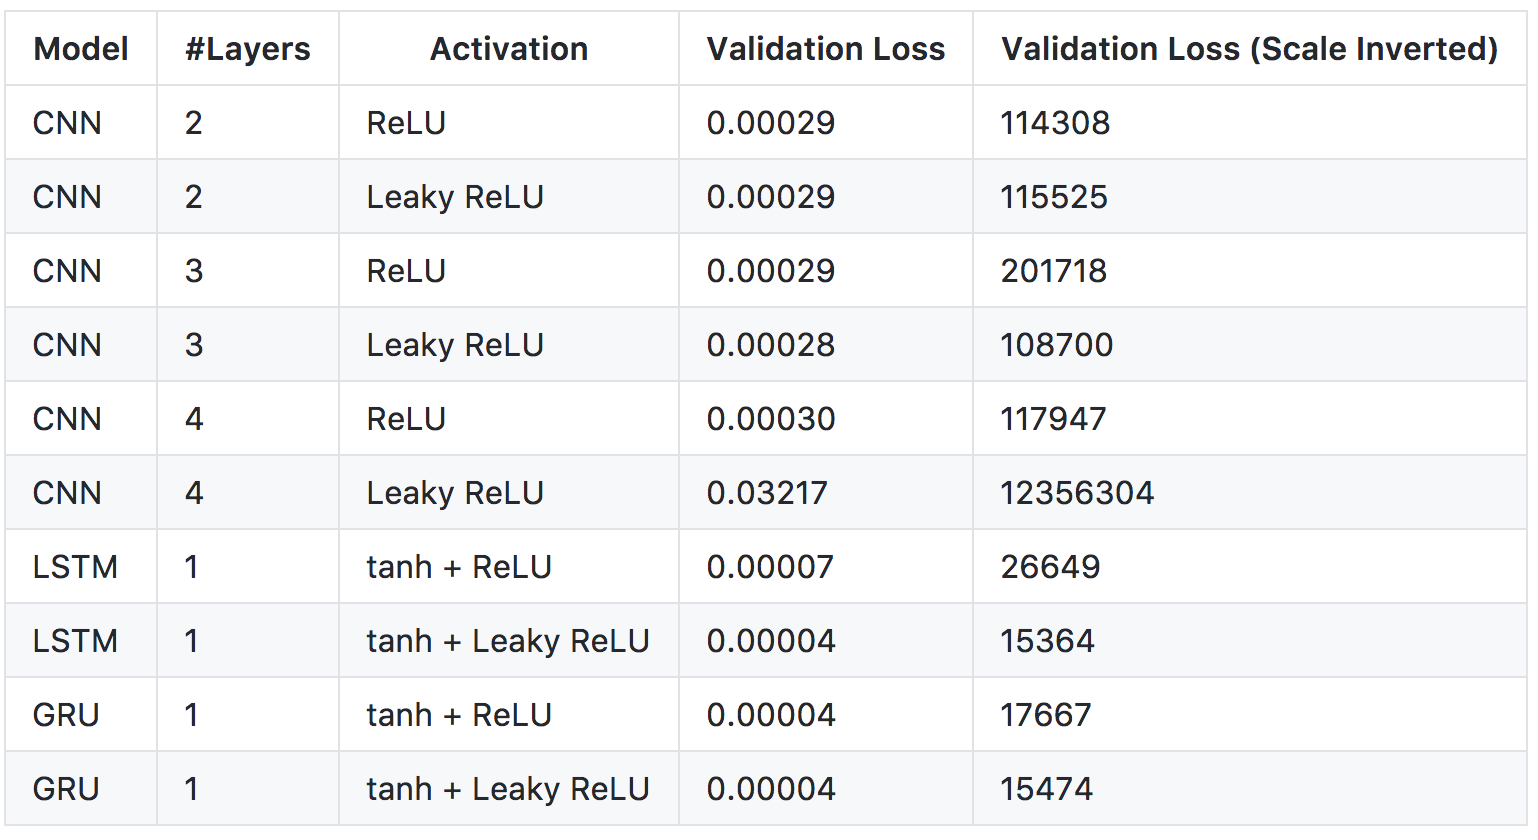 Model #Layers Activation Validation Loss Validation Loss (Scale Inverted)
CNN 2 ReLU 0.00029 114308
CNN 2 Leaky ReLU 0.00029 115525
CNN 3 ReLU 0.00029 201718
CNN 3 Leaky ReLU 0.00028 108700
CNN 4 ReLU 0.00030 117947
CNN 4 Leaky ReLU 0.03217 12356304
LSTM 1 tanh + ReLU 0.00007 26649
LSTM 1 tanh + Leaky ReLU 0.00004 15364
GRU 1 tanh + ReLU 0.00004 17667
GRU 1 tanh + Leaky ReLU 0.00004 15474